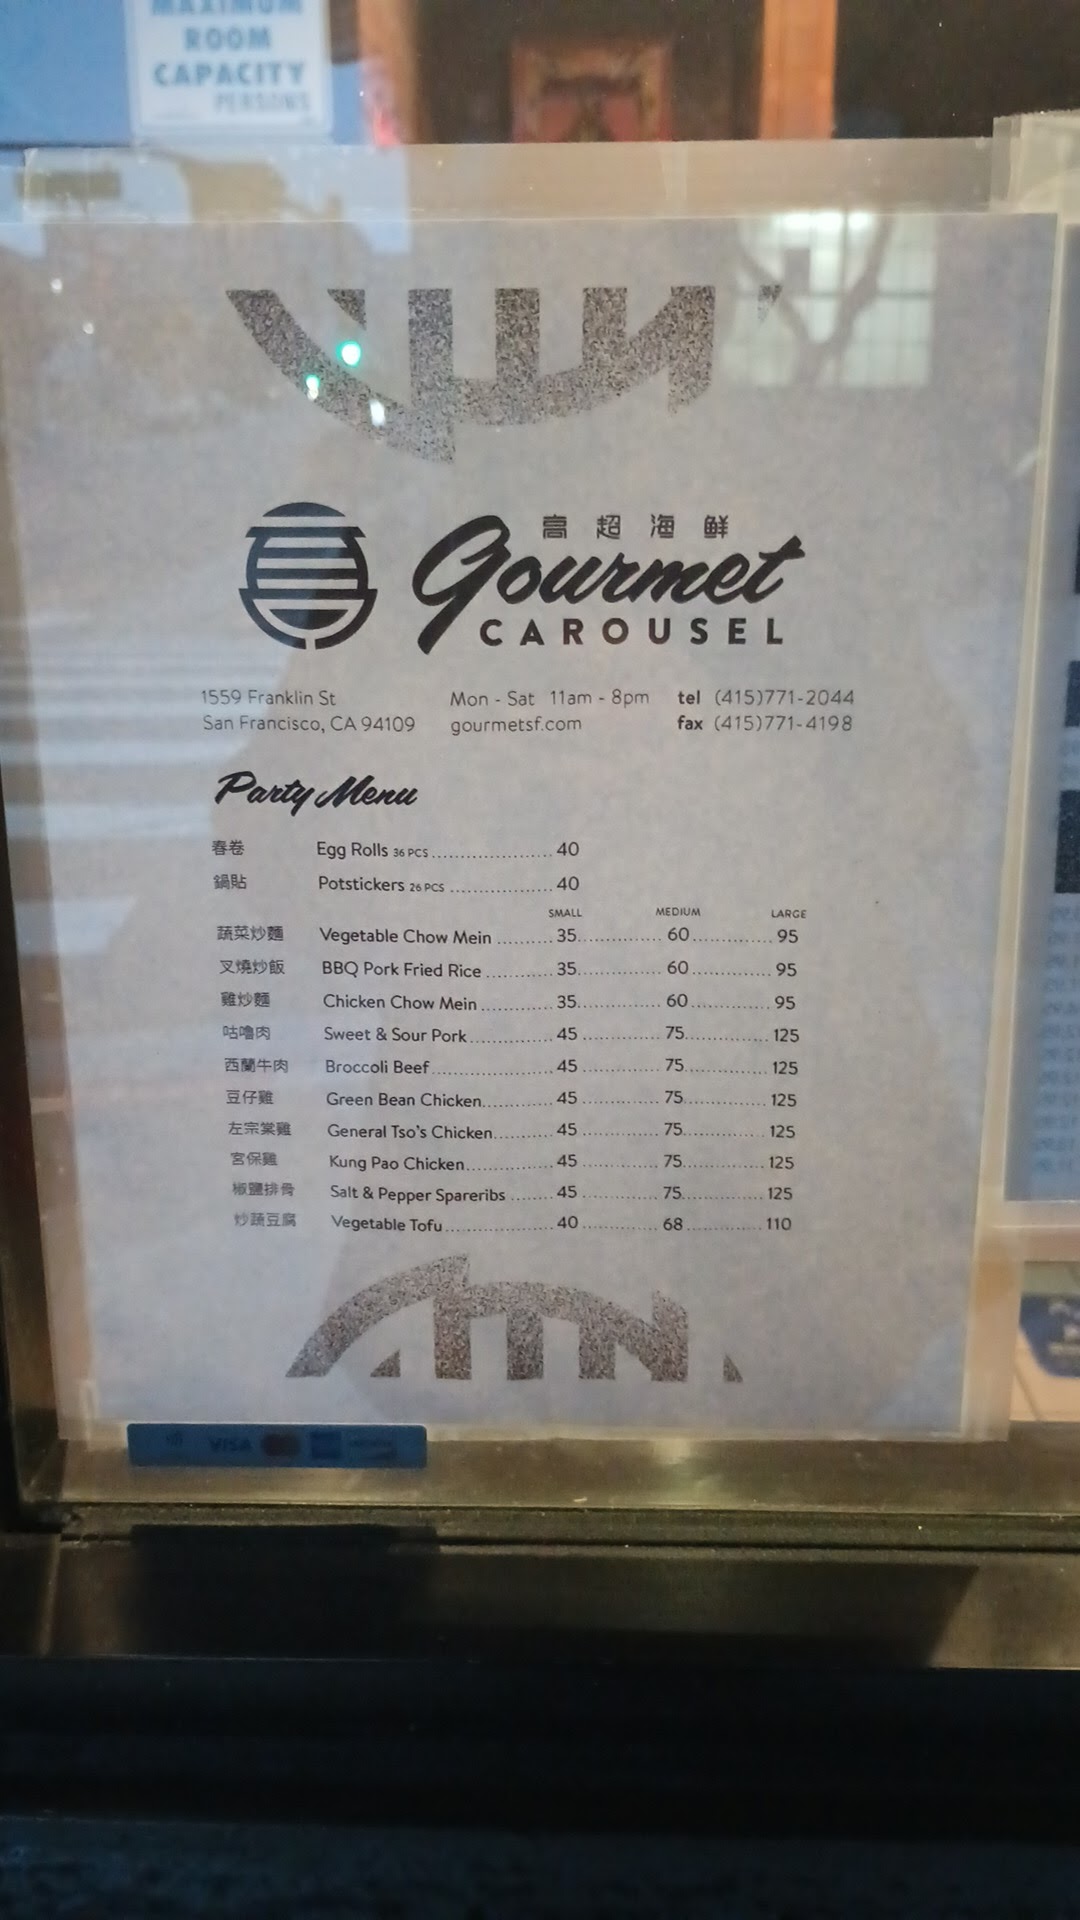 MAXIMUM
ROOM
CAPACITY
PERSONS
高超海鮮
Gourmet
CAROUSEL
1559 Franklin St Mon - Sat 11am - 8pm tel (415)771-2044
San Francisco, CA 94109 gourmetsf.com fax (415)771-4198
Party Menu
春卷 Egg Rolls 36 PCS 40
鍋貼 Potstickers 26 PCS 40
SMALL MEDIUM LARGE
蔬菜炒麵 Vegetable Chow Mein 35 60 95
叉燒炒飯 BBQ Pork Fried Rice 35 60 95
雞炒麵 Chicken Chow Mein 35 60 95
咕嚕肉 Sweet & Sour Pork 45 75 125
西蘭牛肉 Broccoli Beef 45 75 125
豆仔雞 Green Bean Chicken 45 75 125
左宗棠雞 General Tso's Chicken 45 75 125
宮保雞 Kung Pao Chicken 45 75 125
椒鹽排骨 Salt & Pepper Spareribs 45 75 125
炒蔬豆腐 Vegetable Tofu 40 68 110
VISA